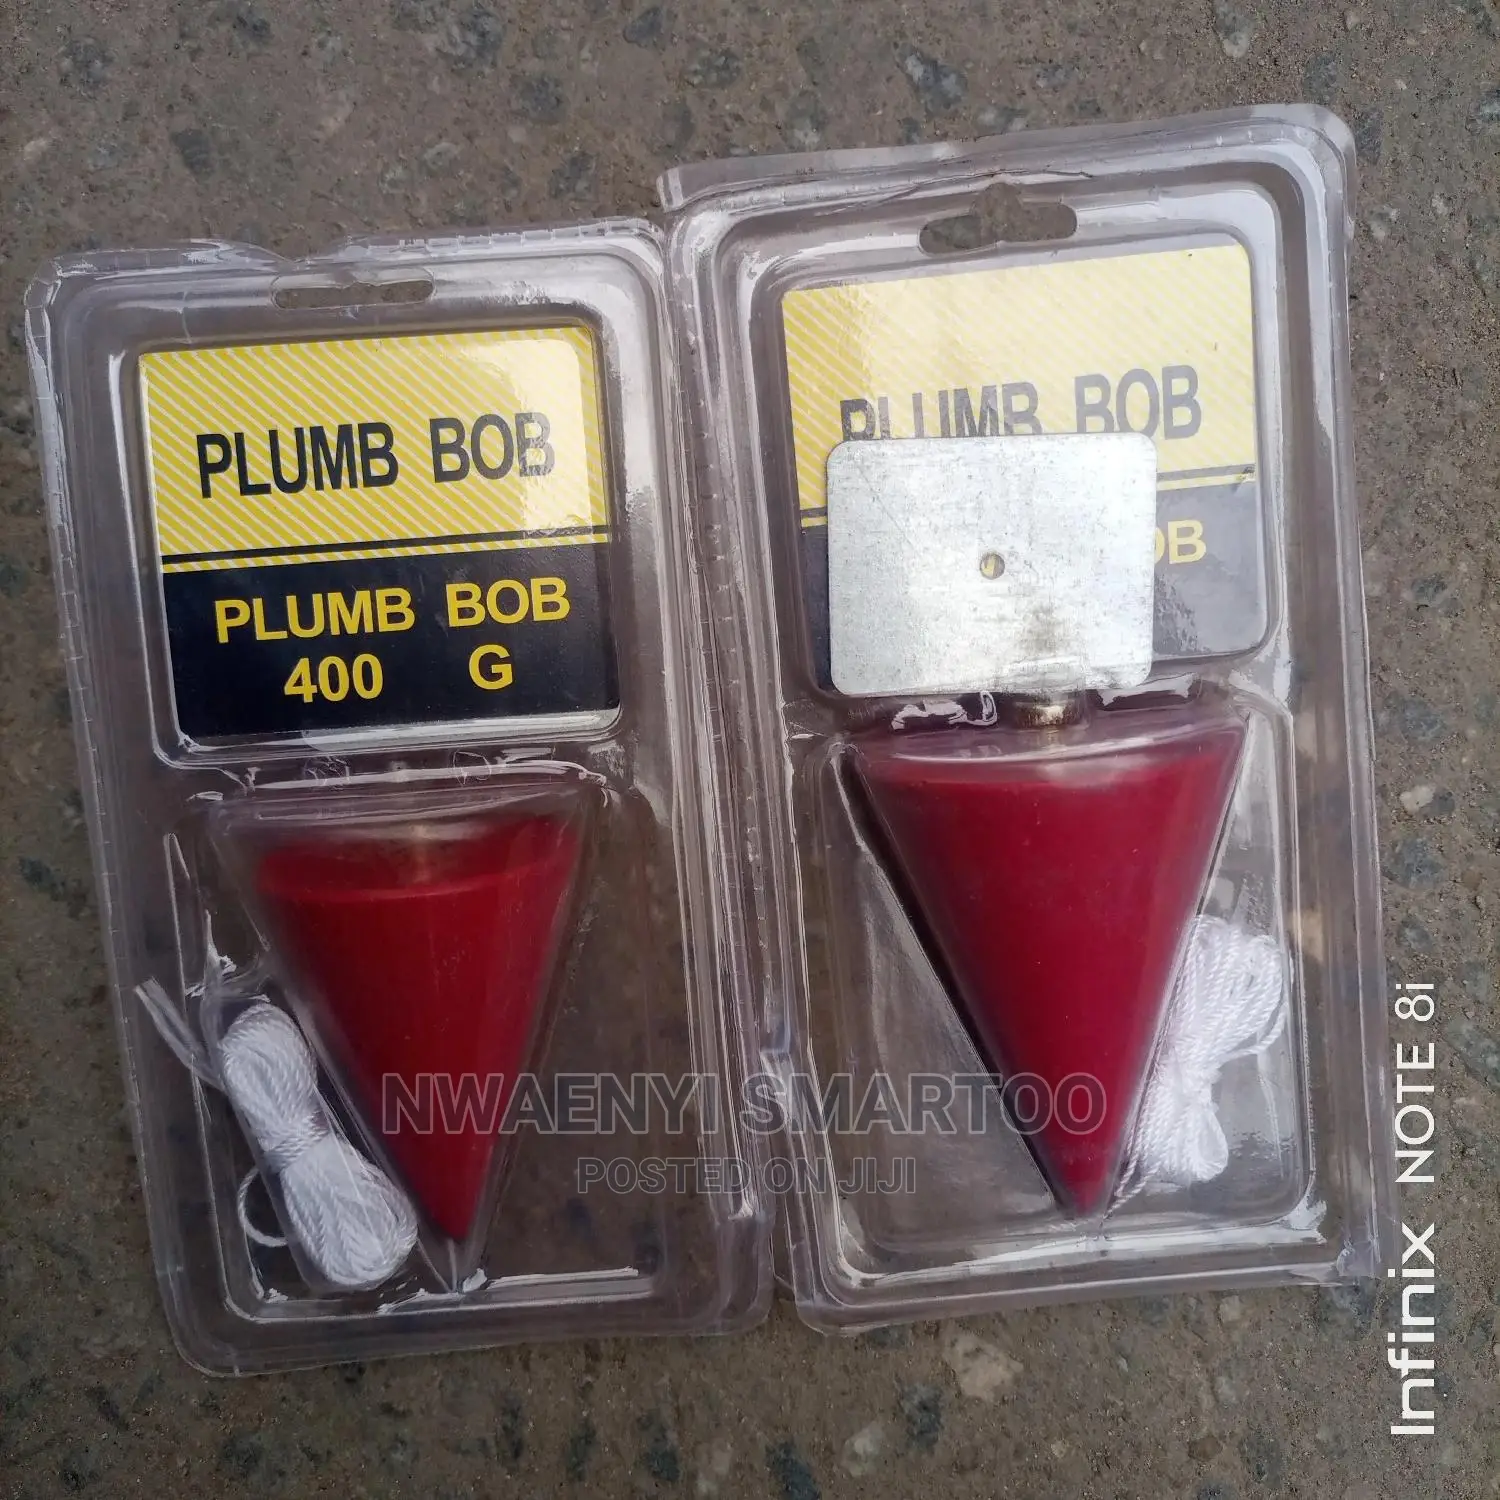 PLUMB BOB
PLUMB BOB
400 G
PLUMB BOB
OB
NWAENYI SMARTOO
POSTED ON JIJI
Infinix NOTE 8i